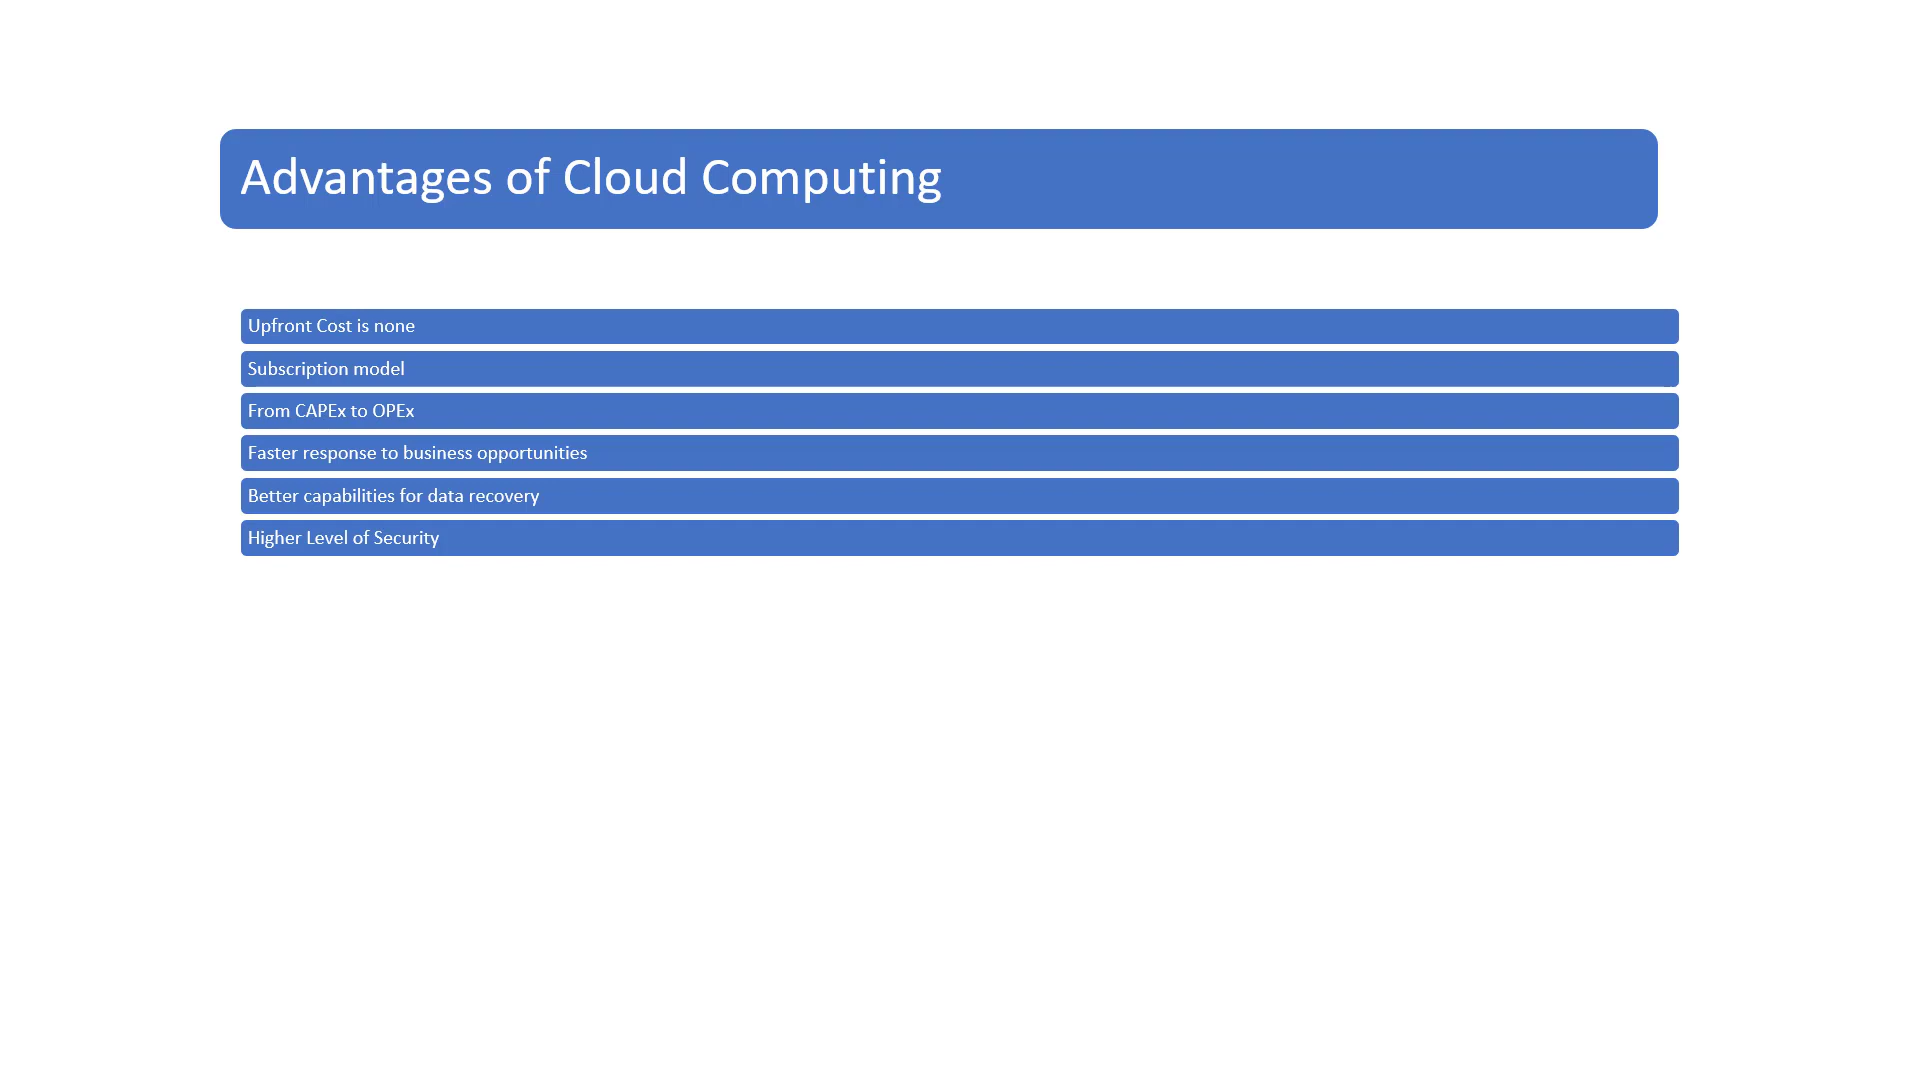 Advantages of Cloud Computing
Upfront Cost is none
Subscription model
From CAPEx to OPEx
Faster response to business opportunities
Better capabilities for data recovery
Higher Level of Security